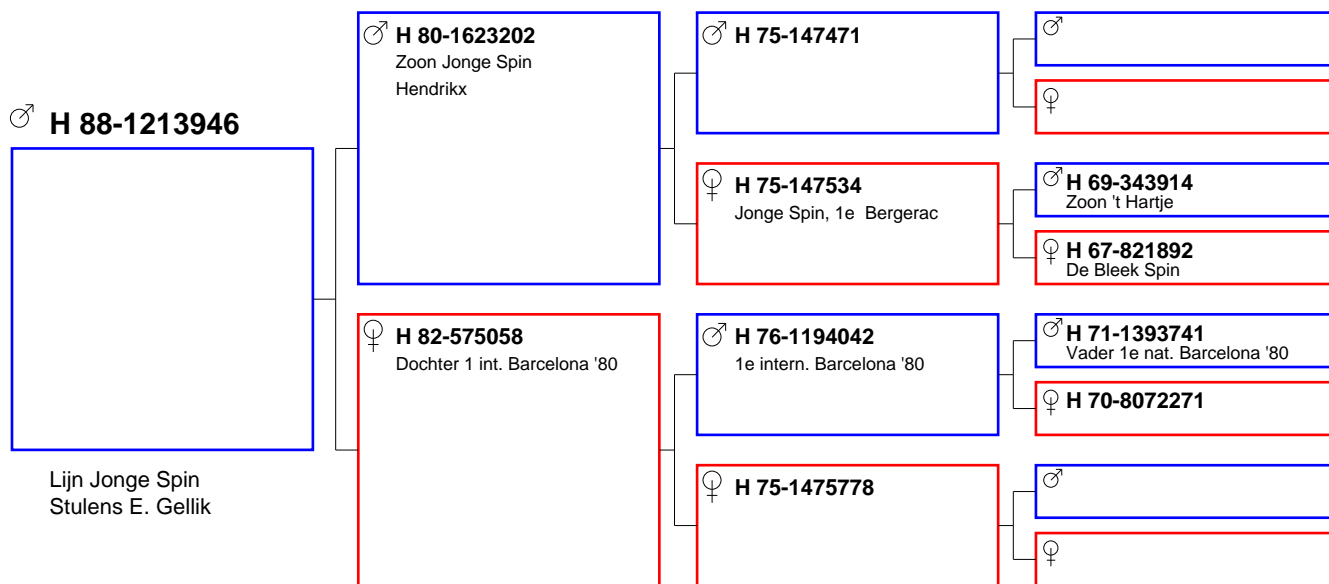 H 88-1213946
Lijn Jonge Spin
Stulens E. Gellik
H 80-1623202
Zoon Jonge Spin
Hendrikx
H 82-575058
Dochter 1 int. Barcelona '80
H 75-147471
H 75-147534
Jonge Spin, 1e  Bergerac
H 76-1194042
1e intern. Barcelona '80
H 75-1475778
H 69-343914
Zoon 't Hartje
H 67-821892
De Bleek Spin
H 71-1393741
Vader 1e nat. Barcelona '80
H 70-8072271